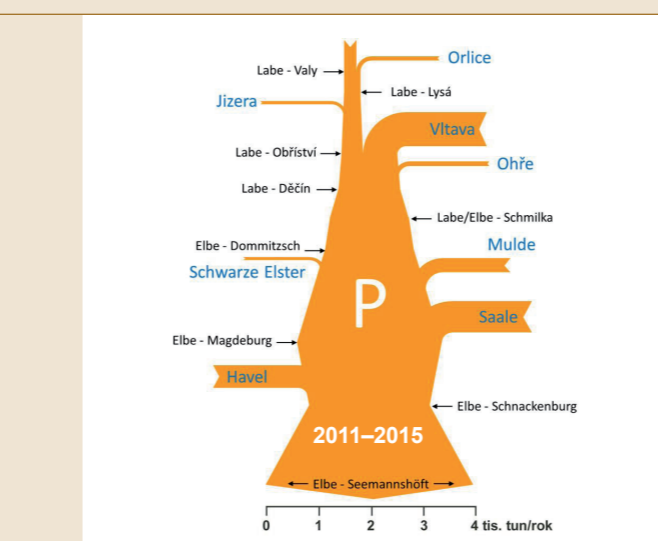 Orlice
Labe - Valy
Labe - Lysá
Jizera
Vltava
Labe - Obříství
Ohře
Labe - Děčín
Labe/Elbe - Schmilka
Elbe - Dommitzsch
Mulde
Schwarze Elster
P
Saale
Elbe - Magdeburg
Havel
Elbe - Schnackenburg
2011–2015
Elbe - Seemannshöft
0 1 2 3 4 tis. tun/rok